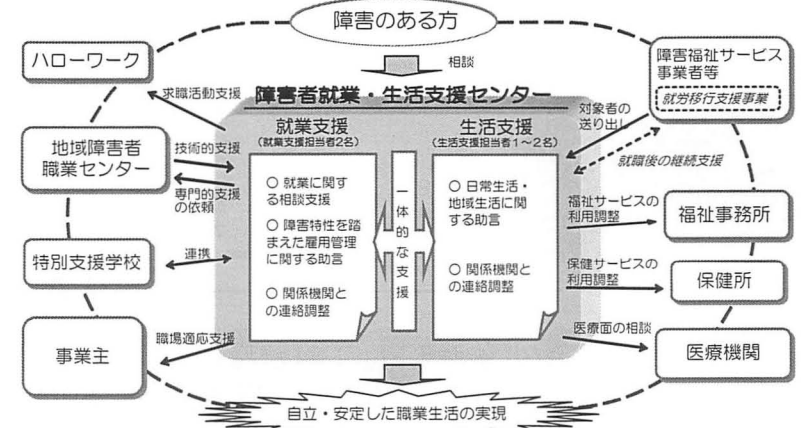 障害のある方
相談
ハローワーク
求職活動支援
地域障害者
職業センター
技術的支援
専門的支援
の依頼
特別支援学校
連携
事業主
職場適応支援
障害者就業・生活支援センター
就業支援
(就業支援担当者2名)
○ 就業に関す
る相談支援
○ 障害特性を踏
まえた雇用管理
に関する助言
○ 関係機関と
の連絡調整
一体的な支援
生活支援
(生活支援担当者1〜2名)
○ 日常生活・
地域生活に関
する助言
○ 関係機関と
の連絡調整
障害福祉サービス
事業者等
就労移行支援事業
対象者の
送り出し
就職後の継続支援
福祉サービスの
利用調整
福祉事務所
保健サービスの
利用調整
保健所
医療面の相談
医療機関
自立・安定した職業生活の実現